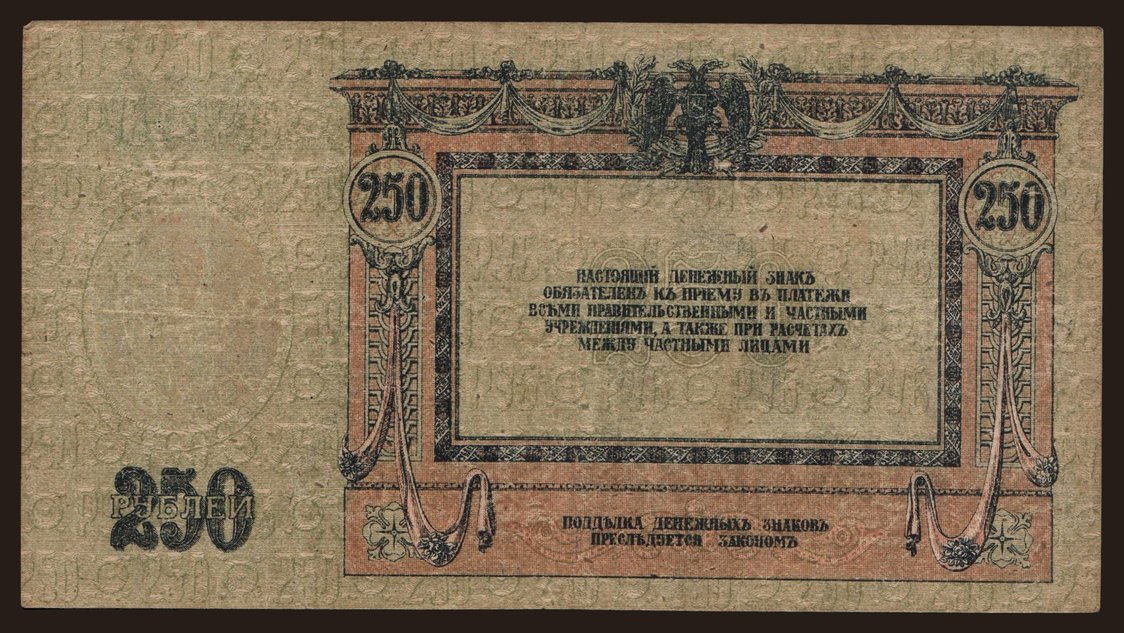 250
250
НАСТОЯЩІЙ ДЕНЕЖНЫЙ ЗНАКЪ
ОБЯЗАТЕЛЕНЪ КЪ ПРІЕМУ ВЪ ПЛАТЕЖИ
ВСѢМИ ПРАВИТЕЛЬСТВЕННЫМИ И ЧАСТНЫМИ
УЧРЕЖДЕНІЯМИ, А ТАКЖЕ ПРИ РАСЧЕТАХЪ
МЕЖДУ ЧАСТНЫМИ ЛИЦАМИ
250
250
РУБЛЕЙ
ПОДДѢЛКА ДЕНЕЖНЫХЪ ЗНАКОВЪ
ПРЕСЛѢДУЕТСЯ ЗАКОНОМЪ